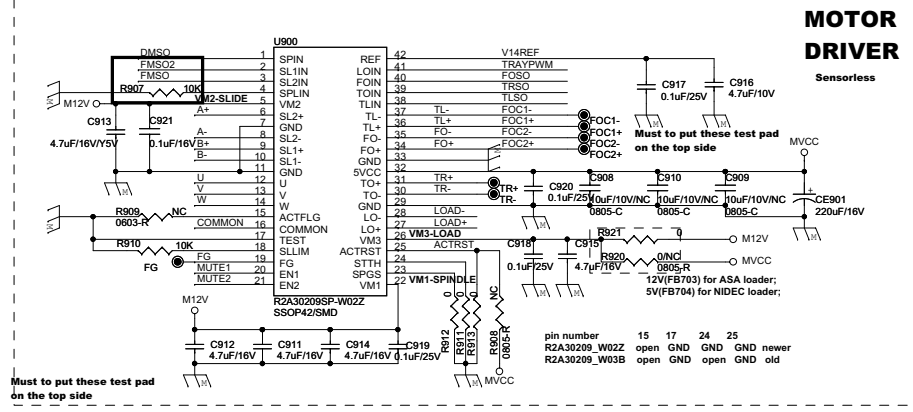 MOTOR
DRIVER
Sensorless
U900
DMSO 1 SPIN REF 42 V14REF
FMSO2 2 SL1IN LOIN 41 TRAYPWM
FMSO 3 SL2IN FOIN 40 FOSO
R907 10K 4 SPLIN TOIN 39 TRSO
M12V VM2-SLIDE 5 VM2 TLIN 38 TLSO
A+ 6 SL2+ TL- 37 TL- FOC1- FOC1-
7 GND TL+ 36 TL+ FOC1+ FOC1+
A- 8 SL2- FO- 35 FO- FOC2- FOC2-
B+ 9 SL1+ FO+ 34 FO+ FOC2+ FOC2+
B- 10 SL1- GND 33
11 GND 5VCC 32
U 12 U TO+ 31 TR+ TR+
V 13 V TO- 30 TR- TR-
W 14 W GND 29
R909 NC 15 ACTFLG LO- 28 LOAD-
0603-R
COMMON 16 COMMON LO+ 27 LOAD+
17 TEST VM3 26 VM3-LOAD
R910 10K 18 SLLIM ACTRST 25 ACTRST
FG FG 19 FG STTH 24
MUTE1 20 EN1 SPGS 23
MUTE2 21 EN2 VM1 22 VM1-SPINDLE
R2A30209SP-W02Z
SSOP42/SMD
C913
4.7uF/16V/Y5V
C921
0.1uF/16V
C917
0.1uF/25V
C916
4.7uF/10V
Must to put these test pad
on the top side
MVCC
C920
0.1uF/25V
C908
10uF/10V/NC
0805-C
C910
10uF/10V/NC
0805-C
C909
10uF/10V/NC
0805-C
CE901
220uF/16V
+
C918
0.1uF/25V
C915
4.7uF/16V
R921 0 M12V
R920 0/NC MVCC
0805-R
12V(FB703) for ASA loader;
5V(FB704) for NIDEC loader;
M12V
C912
4.7uF/16V
C911
4.7uF/16V
C914
4.7uF/16V
C919
0.1uF/25V
R912 0
R911 0
R913 0
R908 NC
0805-R
MVCC
pin number 15 17 24 25
R2A30209_W02Z open GND GND GND newer
R2A30209_W03B open GND open GND old
Must to put these test pad
on the top side